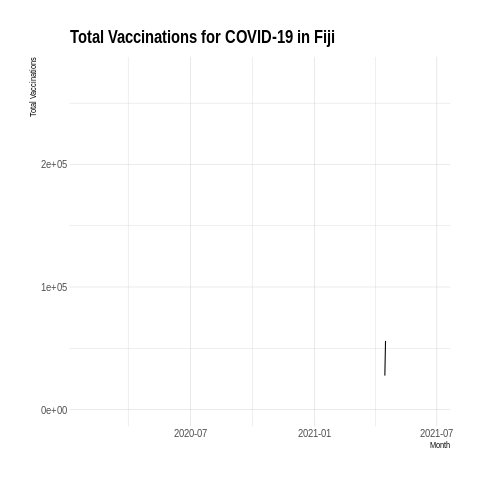 Total Vaccinations for COVID-19 in Fiji
Total Vaccinations
2e+05
1e+05
0e+00
2020-07
2021-01
2021-07
Month